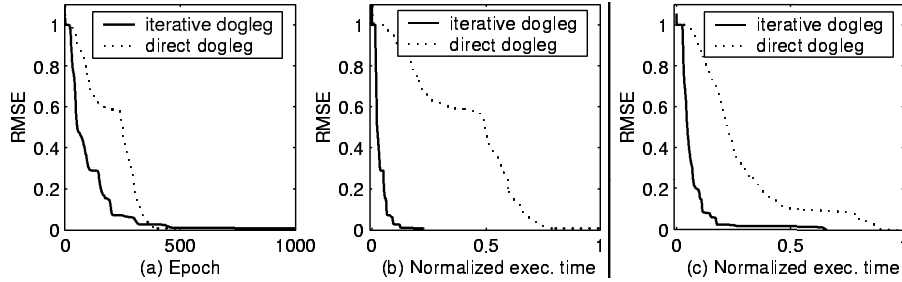 iterative dogleg
direct dogleg
1
0.8
0.6
0.4
0.2
0
RMSE
0
500
1000
(a) Epoch
iterative dogleg
direct dogleg
1
0.8
0.6
0.4
0.2
0
RMSE
0
0.5
1
(b) Normalized exec. time
iterative dogleg
direct dogleg
1
0.8
0.6
0.4
0.2
0
RMSE
0
0.5
1
(c) Normalized exec. time